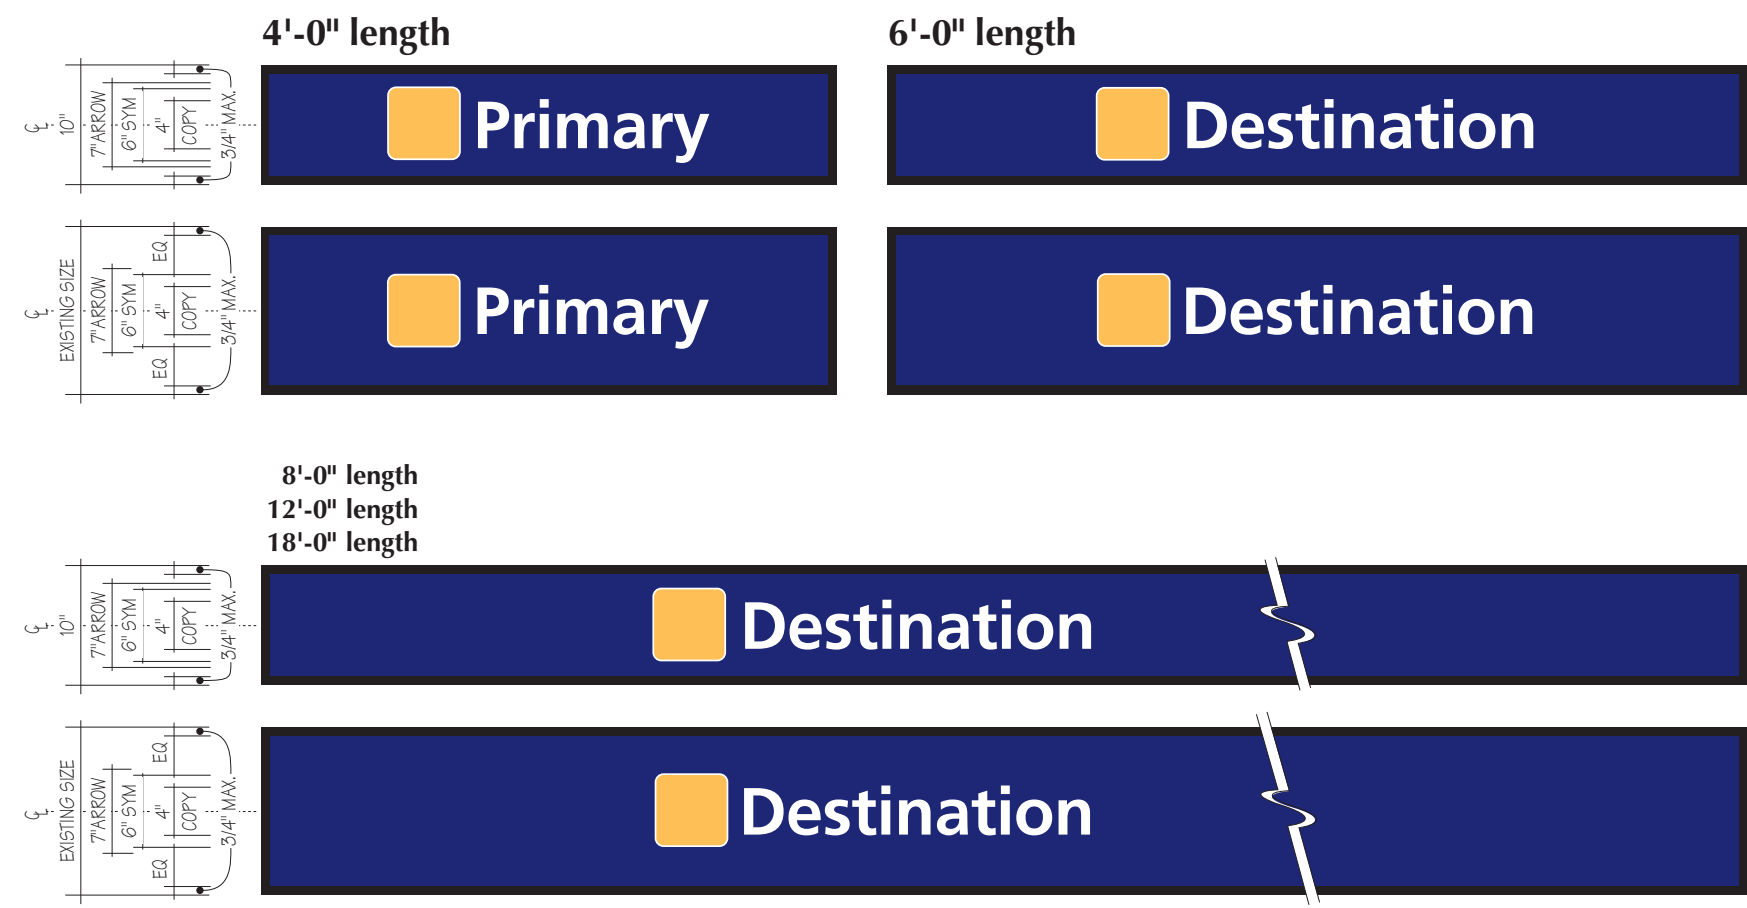 4'-0" length
6'-0" length
℄
10"
7" ARROW
6" SYM
4"
COPY
3/4" MAX.
Primary
Destination
℄
EXISTING SIZE
7" ARROW
6" SYM
EQ
4"
EQ
COPY
3/4" MAX.
Primary
Destination
8'-0" length
12'-0" length
18'-0" length
℄
10"
7" ARROW
6" SYM
4"
COPY
3/4" MAX.
Destination
℄
EXISTING SIZE
7" ARROW
6" SYM
EQ
4"
EQ
COPY
3/4" MAX.
Destination